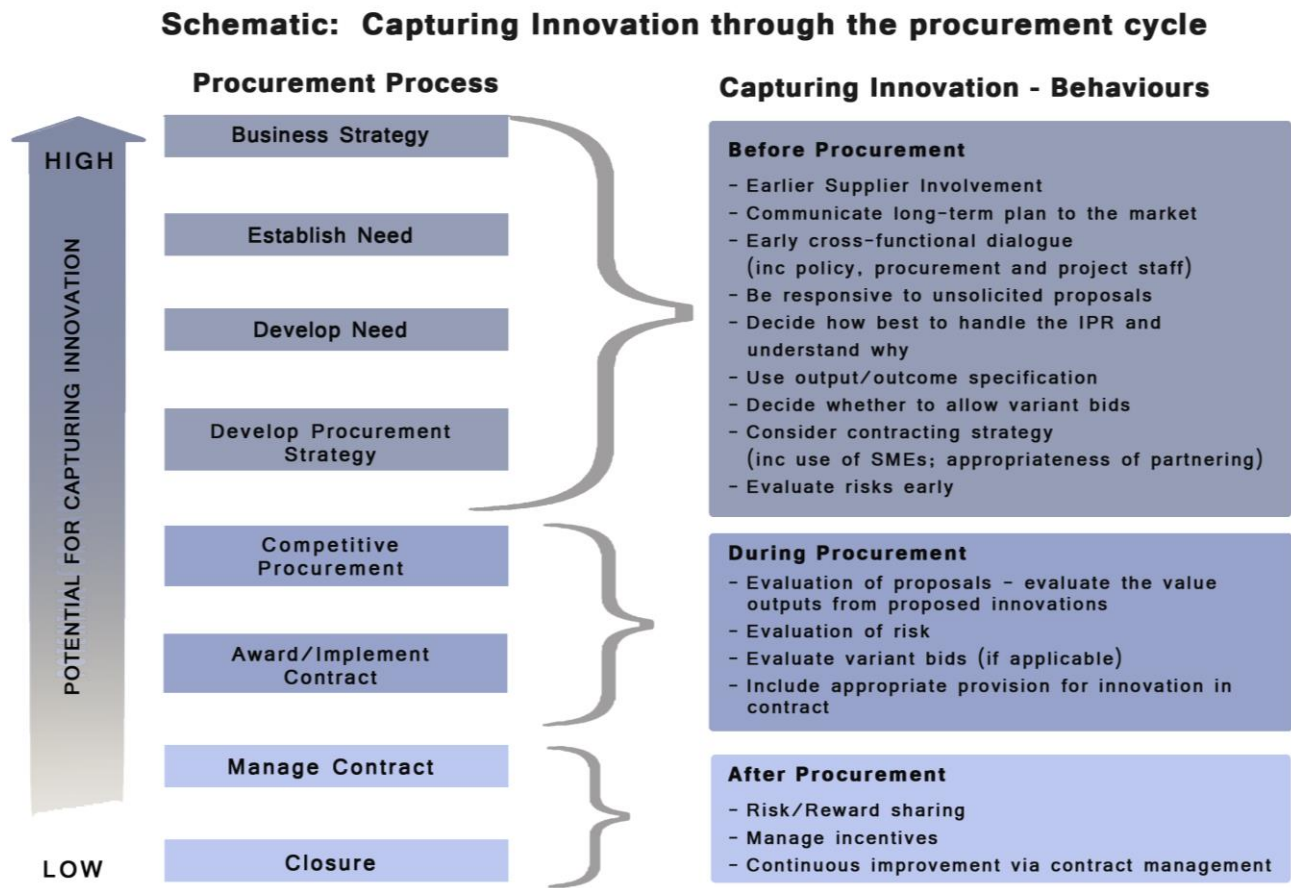 Schematic: Capturing Innovation through the procurement cycle
Procurement Process
Capturing Innovation - Behaviours
HIGH
POTENTIAL FOR CAPTURING INNOVATION
LOW
Business Strategy
Establish Need
Develop Need
Develop Procurement
Strategy
Competitive
Procurement
Award/Implement
Contract
Manage Contract
Closure
Before Procurement
- Earlier Supplier Involvement
- Communicate long-term plan to the market
- Early cross-functional dialogue
(inc policy, procurement and project staff)
- Be responsive to unsolicited proposals
- Decide how best to handle the IPR and
understand why
- Use output/outcome specification
- Decide whether to allow variant bids
- Consider contracting strategy
(inc use of SMEs; appropriateness of partnering)
- Evaluate risks early
During Procurement
- Evaluation of proposals - evaluate the value
outputs from proposed innovations
- Evaluation of risk
- Evaluate variant bids (if applicable)
- Include appropriate provision for innovation in
contract
After Procurement
- Risk/Reward sharing
- Manage incentives
- Continuous improvement via contract management